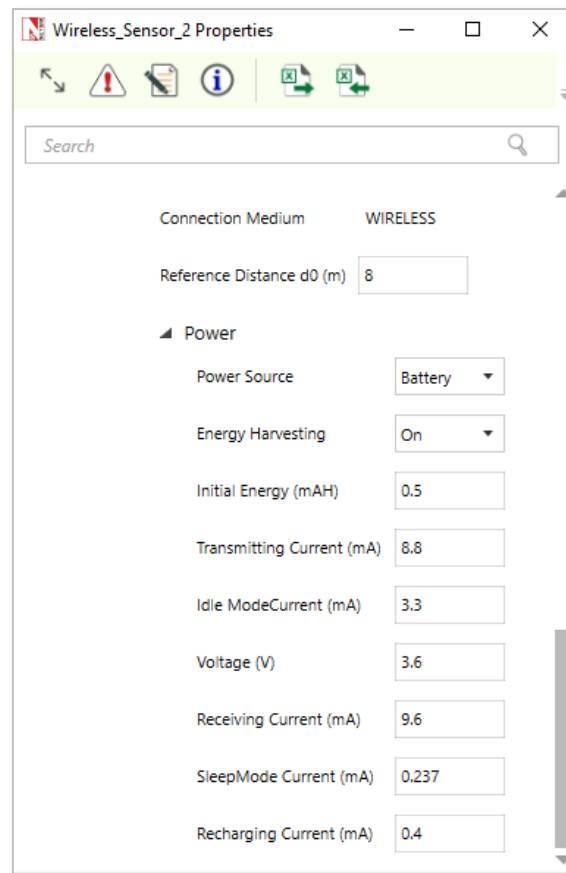 Wireless_Sensor_2 Properties
Search
Connection Medium WIRELESS
Reference Distance d0 (m) 8
Power
Power Source Battery
Energy Harvesting On
Initial Energy (mAH) 0.5
Transmitting Current (mA) 8.8
Idle ModeCurrent (mA) 3.3
Voltage (V) 3.6
Receiving Current (mA) 9.6
SleepMode Current (mA) 0.237
Recharging Current (mA) 0.4